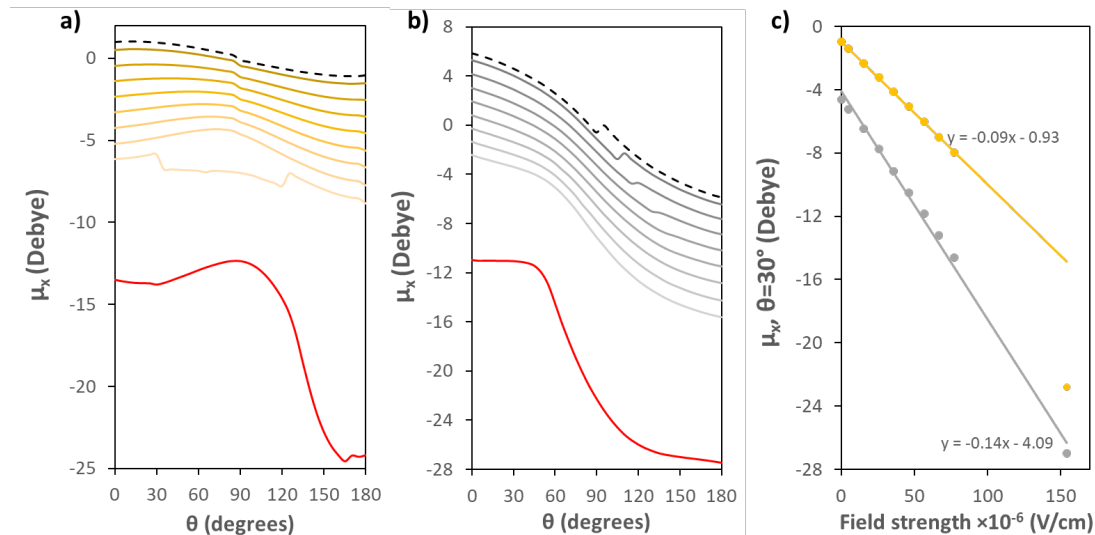 a)
b)
c)
0
-5
-10
-15
-20
-25
μx (Debye)
0 30 60 90 120 150 180
θ (degrees)
8
4
0
-4
-8
-12
-16
-20
-24
-28
μx (Debye)
0 30 60 90 120 150 180
θ (degrees)
0
-4
-8
-12
-16
-20
-24
-28
μx, θ=30° (Debye)
y = -0.09x - 0.93
y = -0.14x - 4.09
0 50 100 150
Field strength ×10⁻⁶ (V/cm)